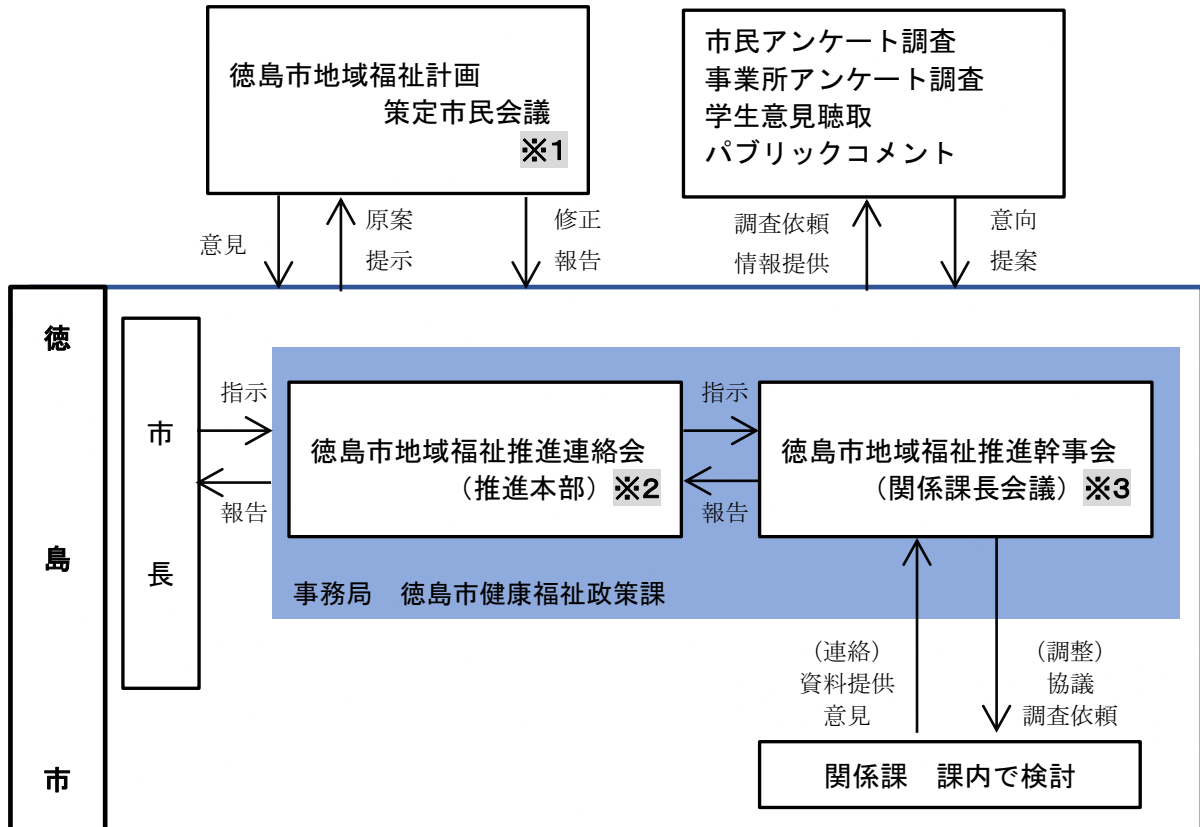 徳島市地域福祉計画
策定市民会議
※1
市民アンケート調査
事業所アンケート調査
学生意見聴取
パブリックコメント
意見
原案
提示
修正
報告
調査依頼
情報提供
意向
提案
徳
島
市
市
長
指示
報告
徳島市地域福祉推進連絡会
（推進本部）※2
指示
報告
徳島市地域福祉推進幹事会
（関係課長会議）※3
事務局　徳島市健康福祉政策課
（連絡）
資料提供
意見
（調整）
協議
調査依頼
関係課　課内で検討